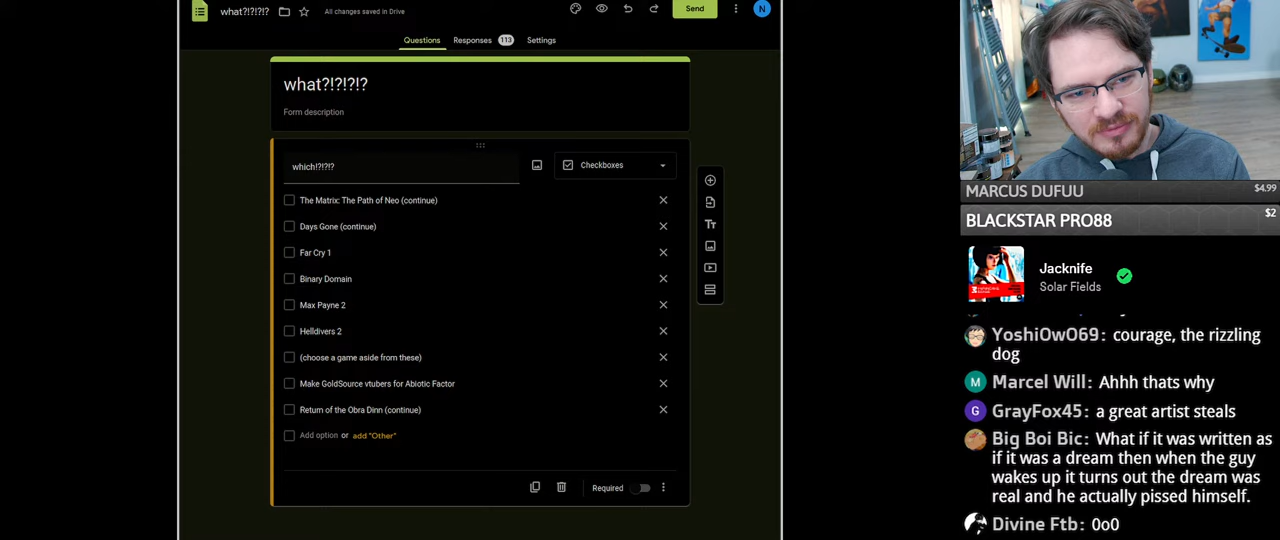 what?!?!?!?
All changes saved in Drive
Send
N
Questions
Responses 113
Settings
what?!?!?!?
Form description
which!?!?!?
Checkboxes
The Matrix: The Path of Neo (continue)
Days Gone (continue)
Far Cry 1
Binary Domain
Max Payne 2
Helldivers 2
(choose a game aside from these)
Make GoldSource vtubers for Abiotic Factor
Return of the Obra Dinn (continue)
Add option or add "Other"
Required
MARCUS DUFUU $4.99
BLACKSTAR PRO88 $2
Jacknife
Solar Fields
YoshiOwO69: courage, the rizzling
dog
M Marcel Will: Ahhh thats why
G GrayFox45: a great artist steals
Big Boi Bic: What if it was written as
if it was a dream then when the guy
wakes up it turns out the dream was
real and he actually pissed himself.
Divine Ftb: 0o0